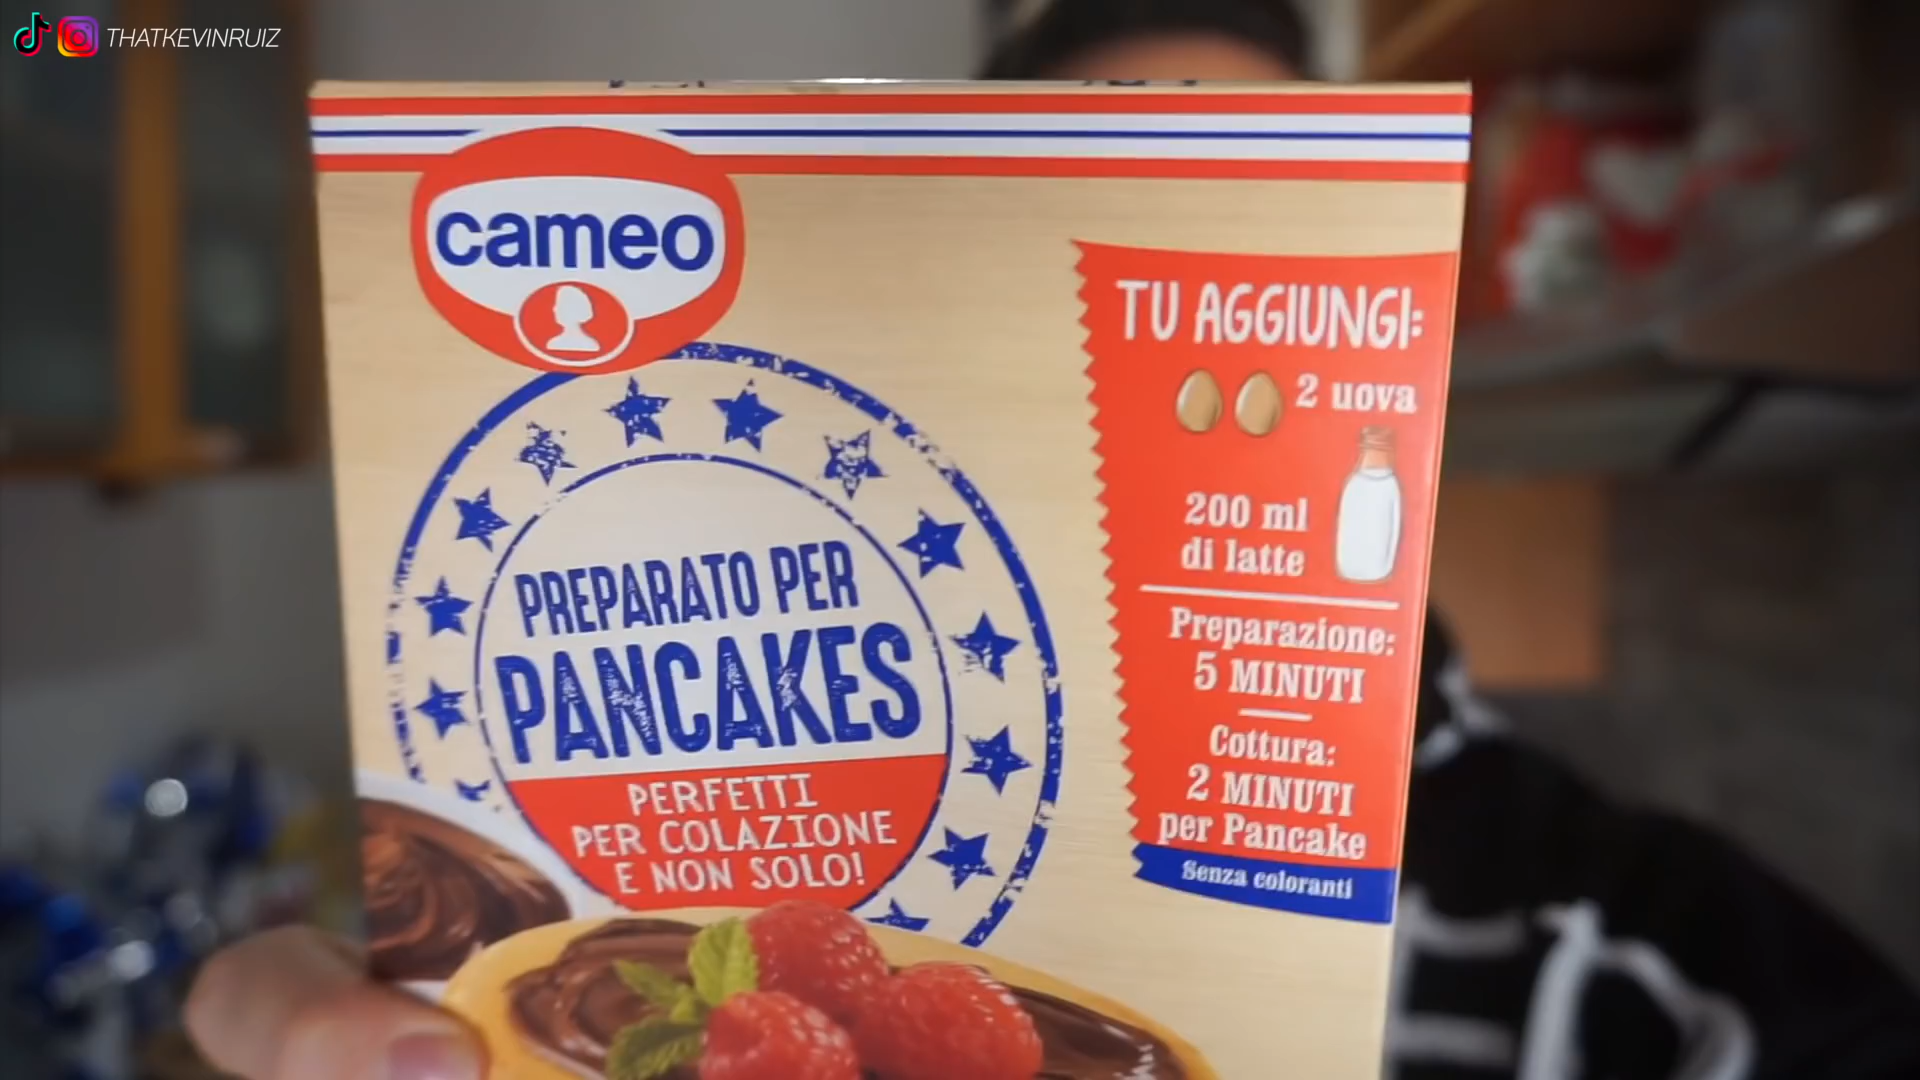 THATKEVINRUIZ
cameo
TU AGGIUNGI:
2 uova
200 ml
di latte
Preparazione:
5 MINUTI
Cottura:
2 MINUTI
per Pancake
Senza coloranti
PREPARATO PER
PANCAKES
PERFETTI
PER COLAZIONE
E NON SOLO!